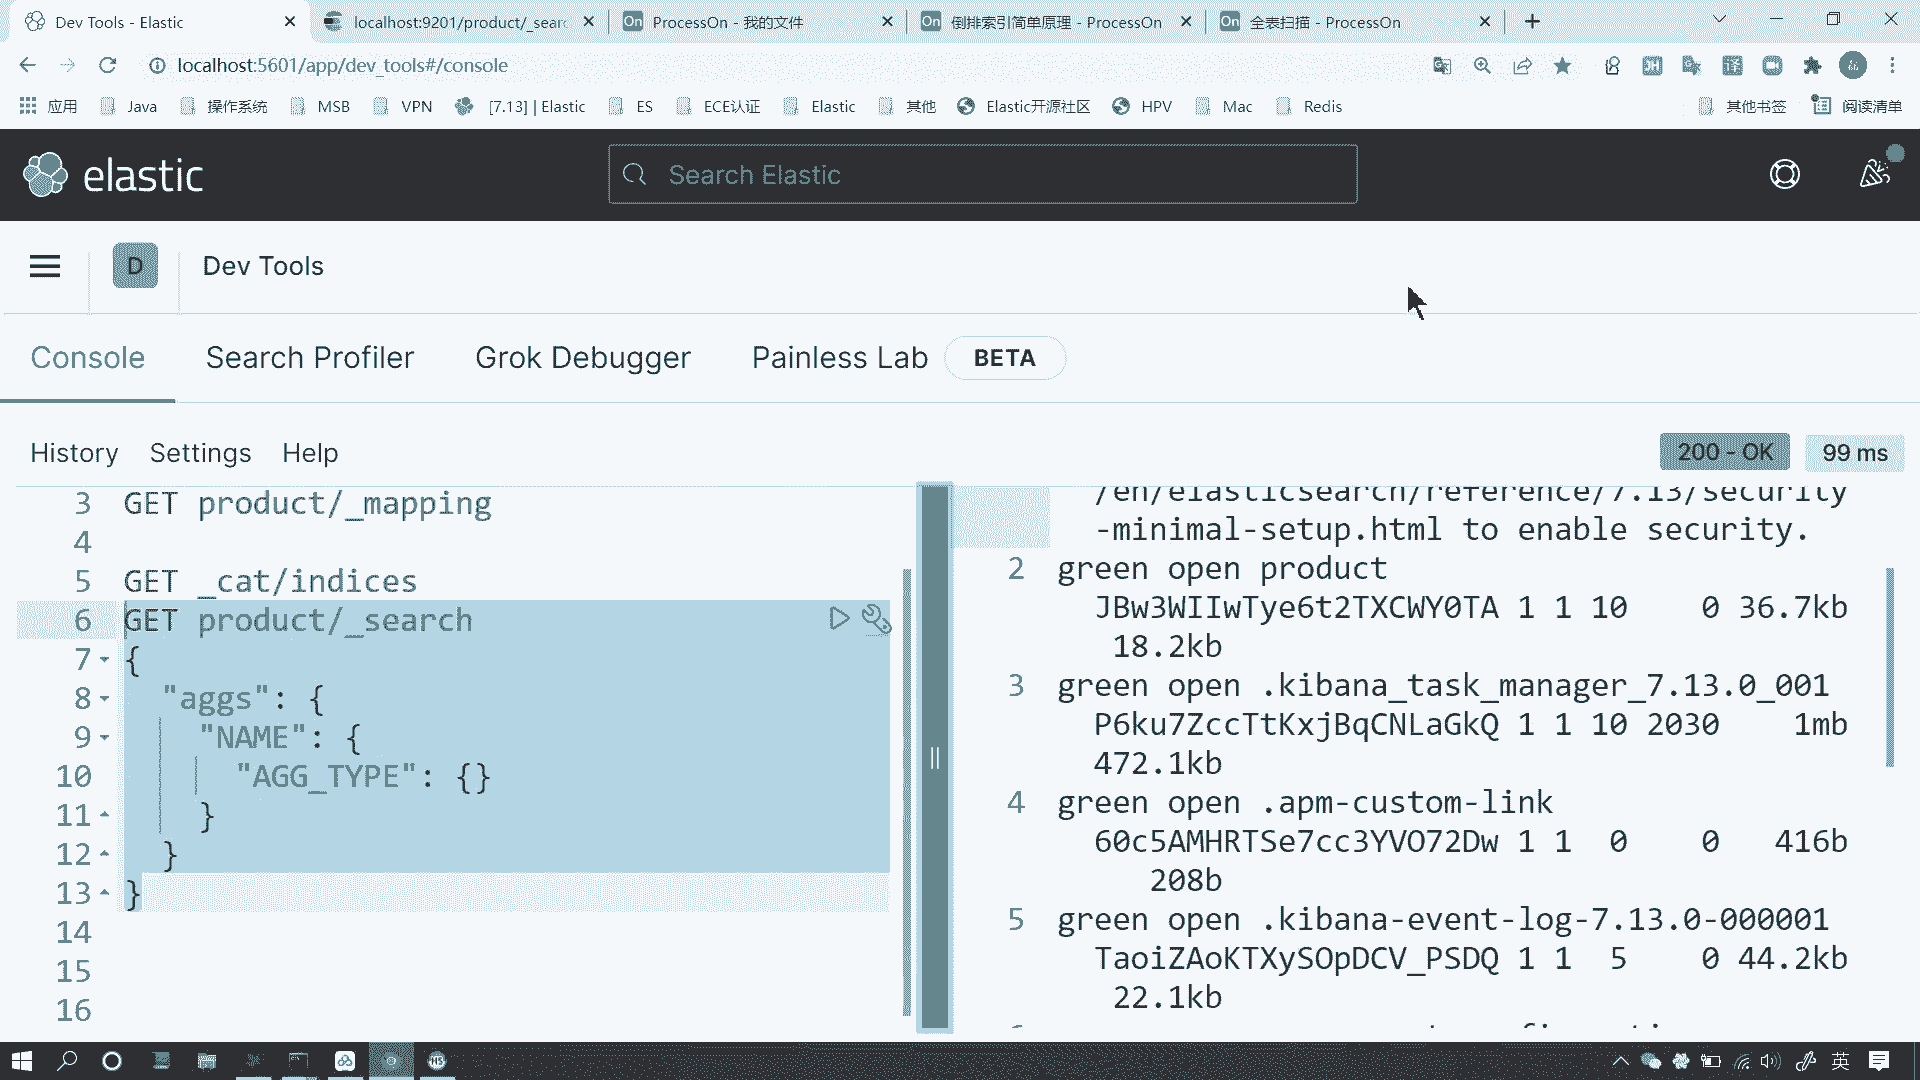 Dev Tools - Elastic
localhost:9201/product/_sear
On ProcessOn - 我的文件
On 倒排索引简单原理 - ProcessOn
On 全表扫描 - ProcessOn
localhost:5601/app/dev_tools#/console
应用
Java
操作系统
MSB
VPN
[7.13] | Elastic
ES
ECE认证
Elastic
其他
Elastic开源社区
HPV
Mac
Redis
其他书签
阅读清单
elastic
Search Elastic
D
Dev Tools
Console
Search Profiler
Grok Debugger
Painless Lab
BETA
History
Settings
Help
200 - OK
99 ms
3 GET product/_mapping
4
5 GET _cat/indices
6 GET product/_search
7 {
8 "aggs": {
9 "NAME": {
10 "AGG_TYPE": {}
11 }
12 }
13 }
14
15
16
/en/elasticsearch/reference/7.13/security
-minimal-setup.html to enable security.
2 green open product
JBw3WIIwTye6t2TXCWY0TA 1 1 10 0 36.7kb
18.2kb
3 green open .kibana_task_manager_7.13.0_001
P6ku7ZccTtKxjBqCNLaGkQ 1 1 10 2030 1mb
472.1kb
4 green open .apm-custom-link
60c5AMHRTSe7cc3YVO72Dw 1 1 0 0 416b
208b
5 green open .kibana-event-log-7.13.0-000001
TaoiZAoKTXySOpDCV_PSDQ 1 1 5 0 44.2kb
22.1kb
英